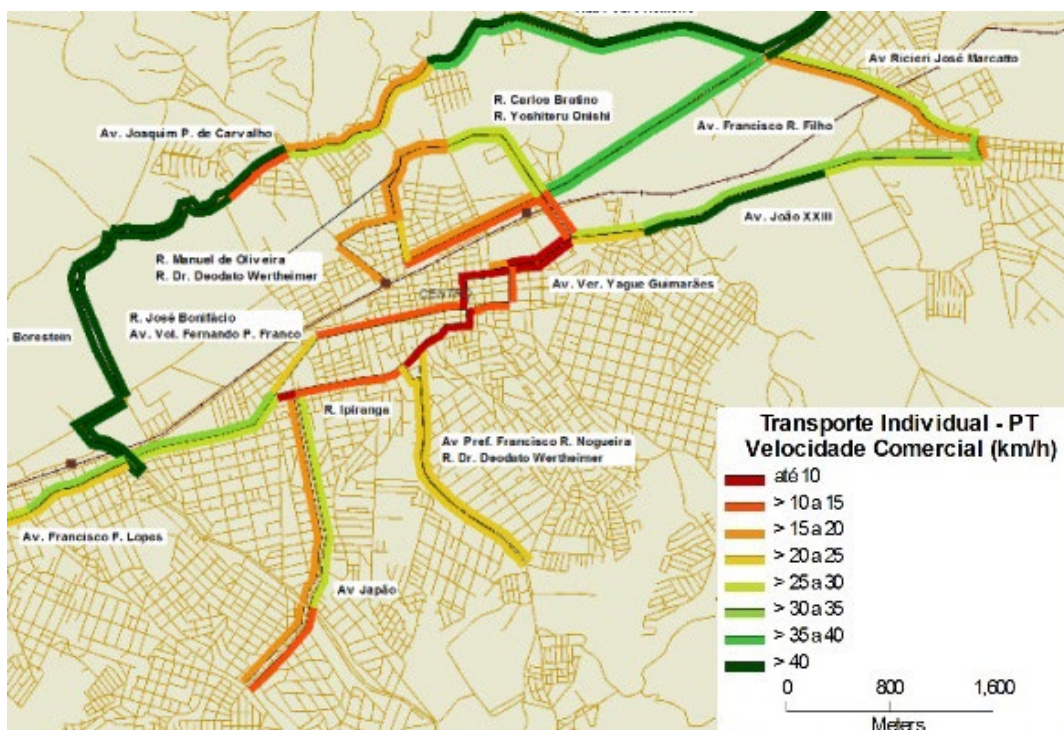 Av Ricieri José Marcatto
R. Carlos Bratino
R. Yoshiteru Onishi
Av. Joaquim P. de Carvalho
Av. Francisco R. Filho
Av. João XXIII
R. Manuel de Oliveira
R. Dr. Deodato Wertheimer
Av. Ver. Yague Guimarães
R. José Bonifácio
Av. Vol. Fernando P. Franco
Borestein
R. Ipiranga
Av Pref. Francisco R. Nogueira
R. Dr. Deodato Wertheimer
Av. Francisco F. Lopes
Av Japão
Transporte Individual - PT
Velocidade Comercial (km/h)
até 10
> 10 a 15
> 15 a 20
> 20 a 25
> 25 a 30
> 30 a 35
> 35 a 40
> 40
0 800 1,600
Meters